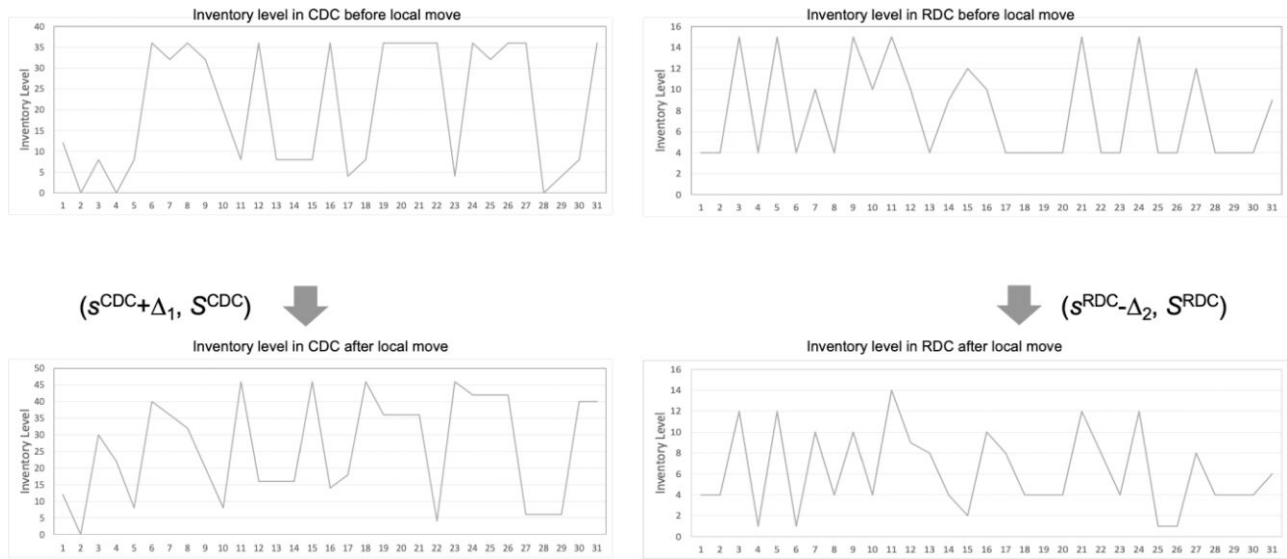 Inventory level in CDC before local move
Inventory Level
40
35
30
25
20
15
10
5
0
1 2 3 4 5 6 7 8 9 10 11 12 13 14 15 16 17 18 19 20 21 22 23 24 25 26 27 28 29 30 31
Inventory level in RDC before local move
Inventory Level
16
14
12
10
8
6
4
2
0
1 2 3 4 5 6 7 8 9 10 11 12 13 14 15 16 17 18 19 20 21 22 23 24 25 26 27 28 29 30 31
(s^CDC+Δ₁, S^CDC)
(s^RDC-Δ₂, S^RDC)
Inventory level in CDC after local move
Inventory Level
50
45
40
35
30
25
20
15
10
5
0
1 2 3 4 5 6 7 8 9 10 11 12 13 14 15 16 17 18 19 20 21 22 23 24 25 26 27 28 29 30 31
Inventory level in RDC after local move
Inventory Level
16
14
12
10
8
6
4
2
0
1 2 3 4 5 6 7 8 9 10 11 12 13 14 15 16 17 18 19 20 21 22 23 24 25 26 27 28 29 30 31